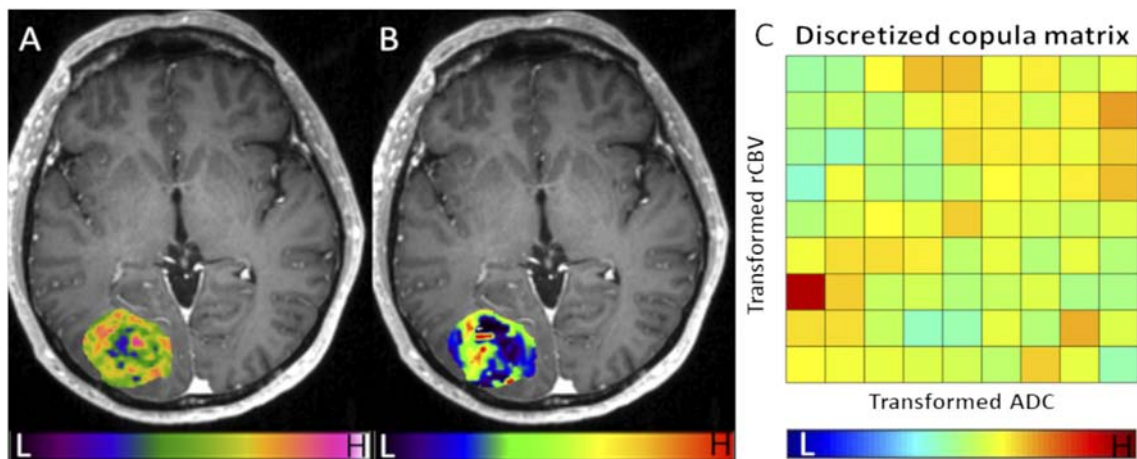 A
B
C Discretized copula matrix
Transformed rCBV
Transformed ADC
L H
L H
L H